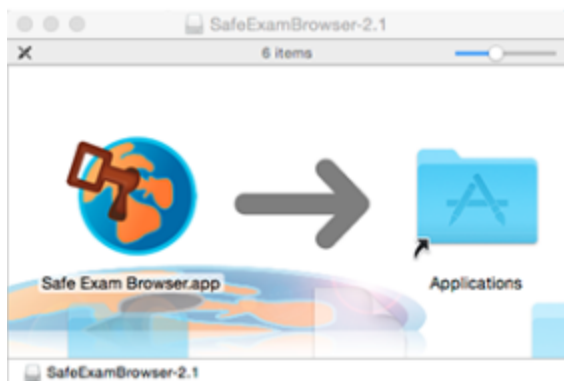 SafeExamBrowser-2.1
6 items
Safe Exam Browser.app
Applications
SafeExamBrowser-2.1